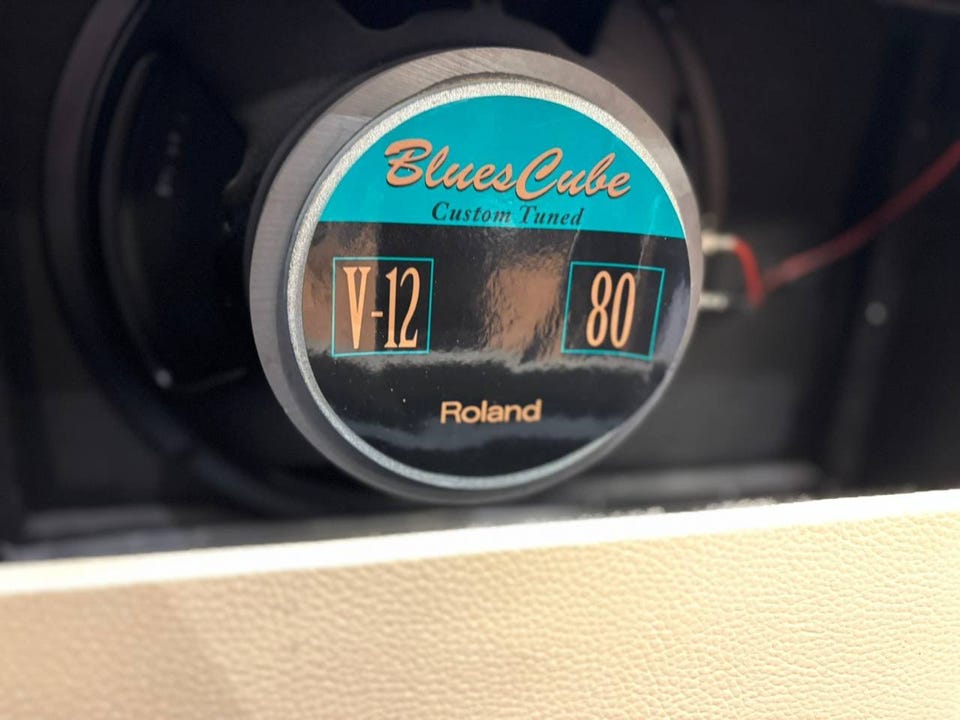 BluesCube
Custom Tuned
V-12
80
Roland